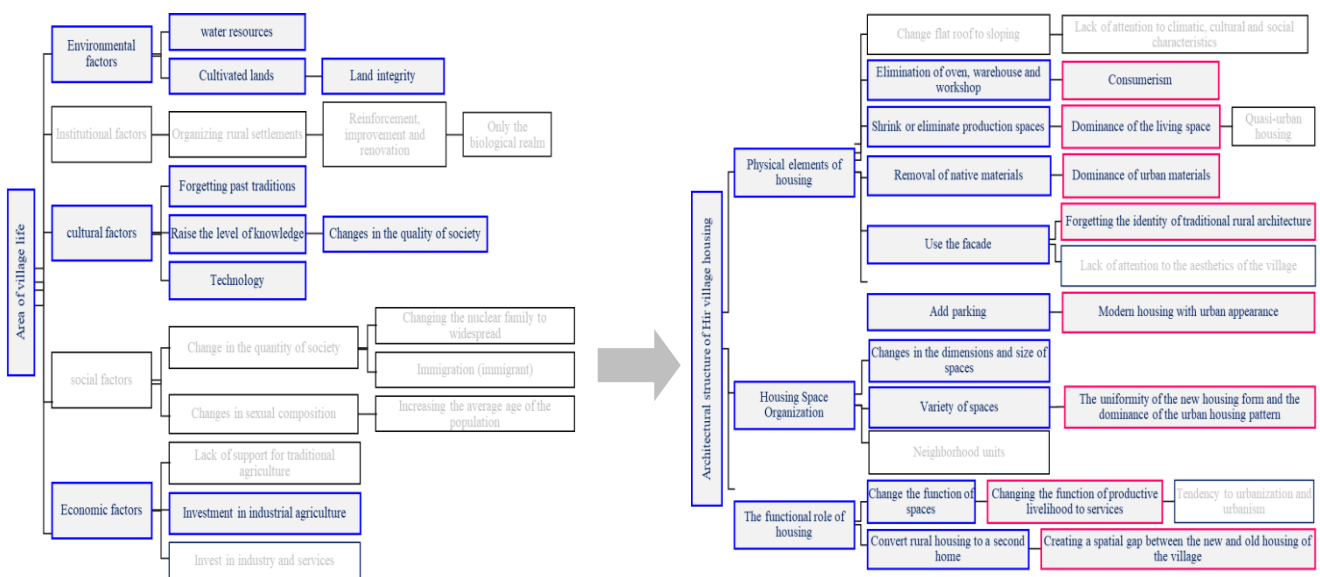 Area of village life
Environmental
factors
water resources
Cultivated lands
Land integrity
Institutional factors
Organizing rural settlements
Reinforcement,
improvement and
renovation
Only the
biological realm
cultural factors
Forgetting past traditions
Raise the level of knowledge
Changes in the quality of society
Technology
social factors
Change in the quantity of society
Changing the nuclear family to
widespread
Immigration (immigrant)
Changes in sexual composition
Increasing the average age of the
population
Economic factors
Lack of support for traditional
agriculture
Investment in industrial agriculture
Invest in industry and services
Architectural structure of Hir village housing
Physical elements of
housing
Change flat roof to sloping
Lack of attention to climatic, cultural and social
characteristics
Elimination of oven, warehouse and
workshop
Consumerism
Shrink or eliminate production spaces
Dominance of the living space
Quasi-urban
housing
Removal of native materials
Dominance of urban materials
Use the facade
Forgetting the identity of traditional rural architecture
Lack of attention to the aesthetics of the village
Add parking
Modern housing with urban appearance
Housing Space
Organization
Changes in the dimensions and size of
spaces
Variety of spaces
The uniformity of the new housing form and the
dominance of the urban housing pattern
Neighborhood units
The functional role of
housing
Change the function of
spaces
Changing the function of productive
livelihood to services
Tendency to urbanization and
urbanism
Convert rural housing to a second
home
Creating a spatial gap between the new and old housing of
the village